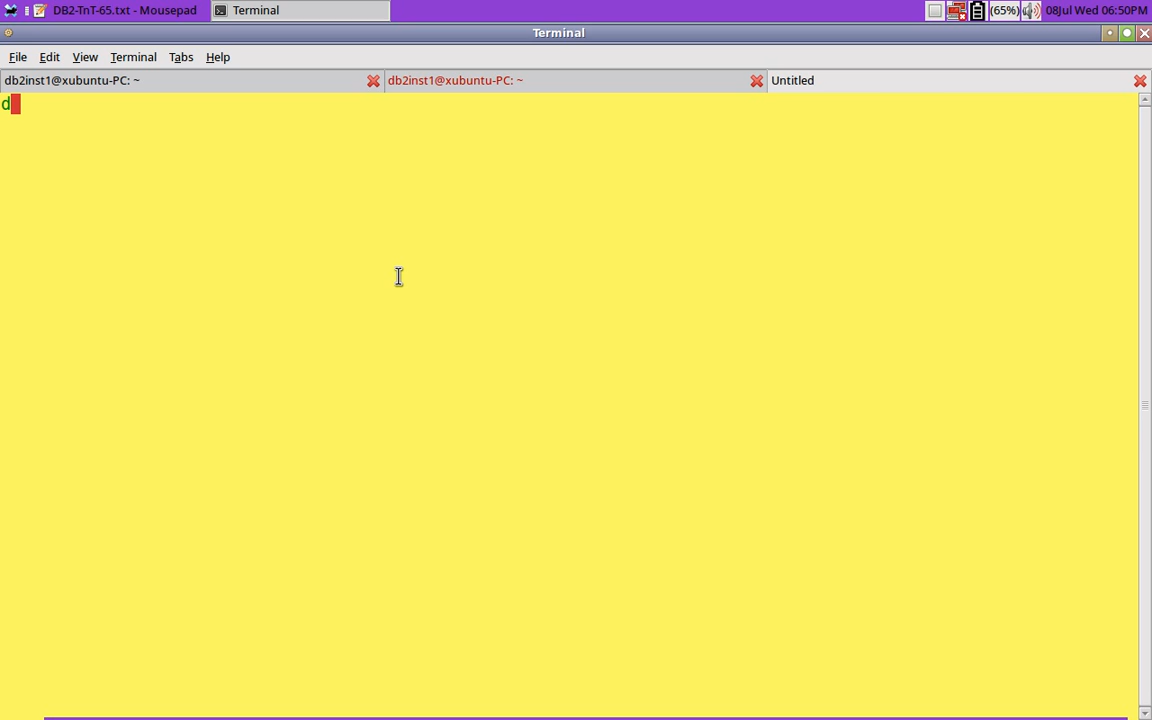 DB2-TnT-65.txt - Mousepad
Terminal
(65%)
08Jul Wed 06:50PM
Terminal
File Edit View Terminal Tabs Help
db2inst1@xubuntu-PC: ~
db2inst1@xubuntu-PC: ~
Untitled
d